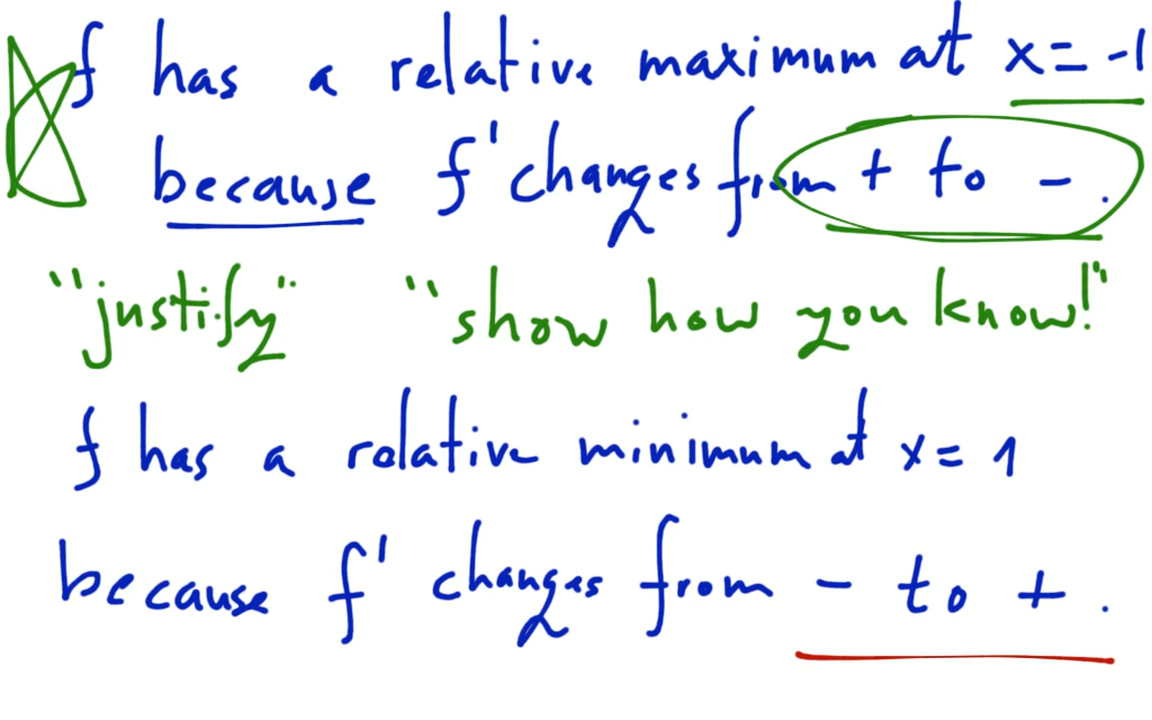 f has a relative maximum at x = -1
because f' changes from + to - .
"justify" "show how you know!"
f has a relative minimum at x = 1
because f' changes from - to + .